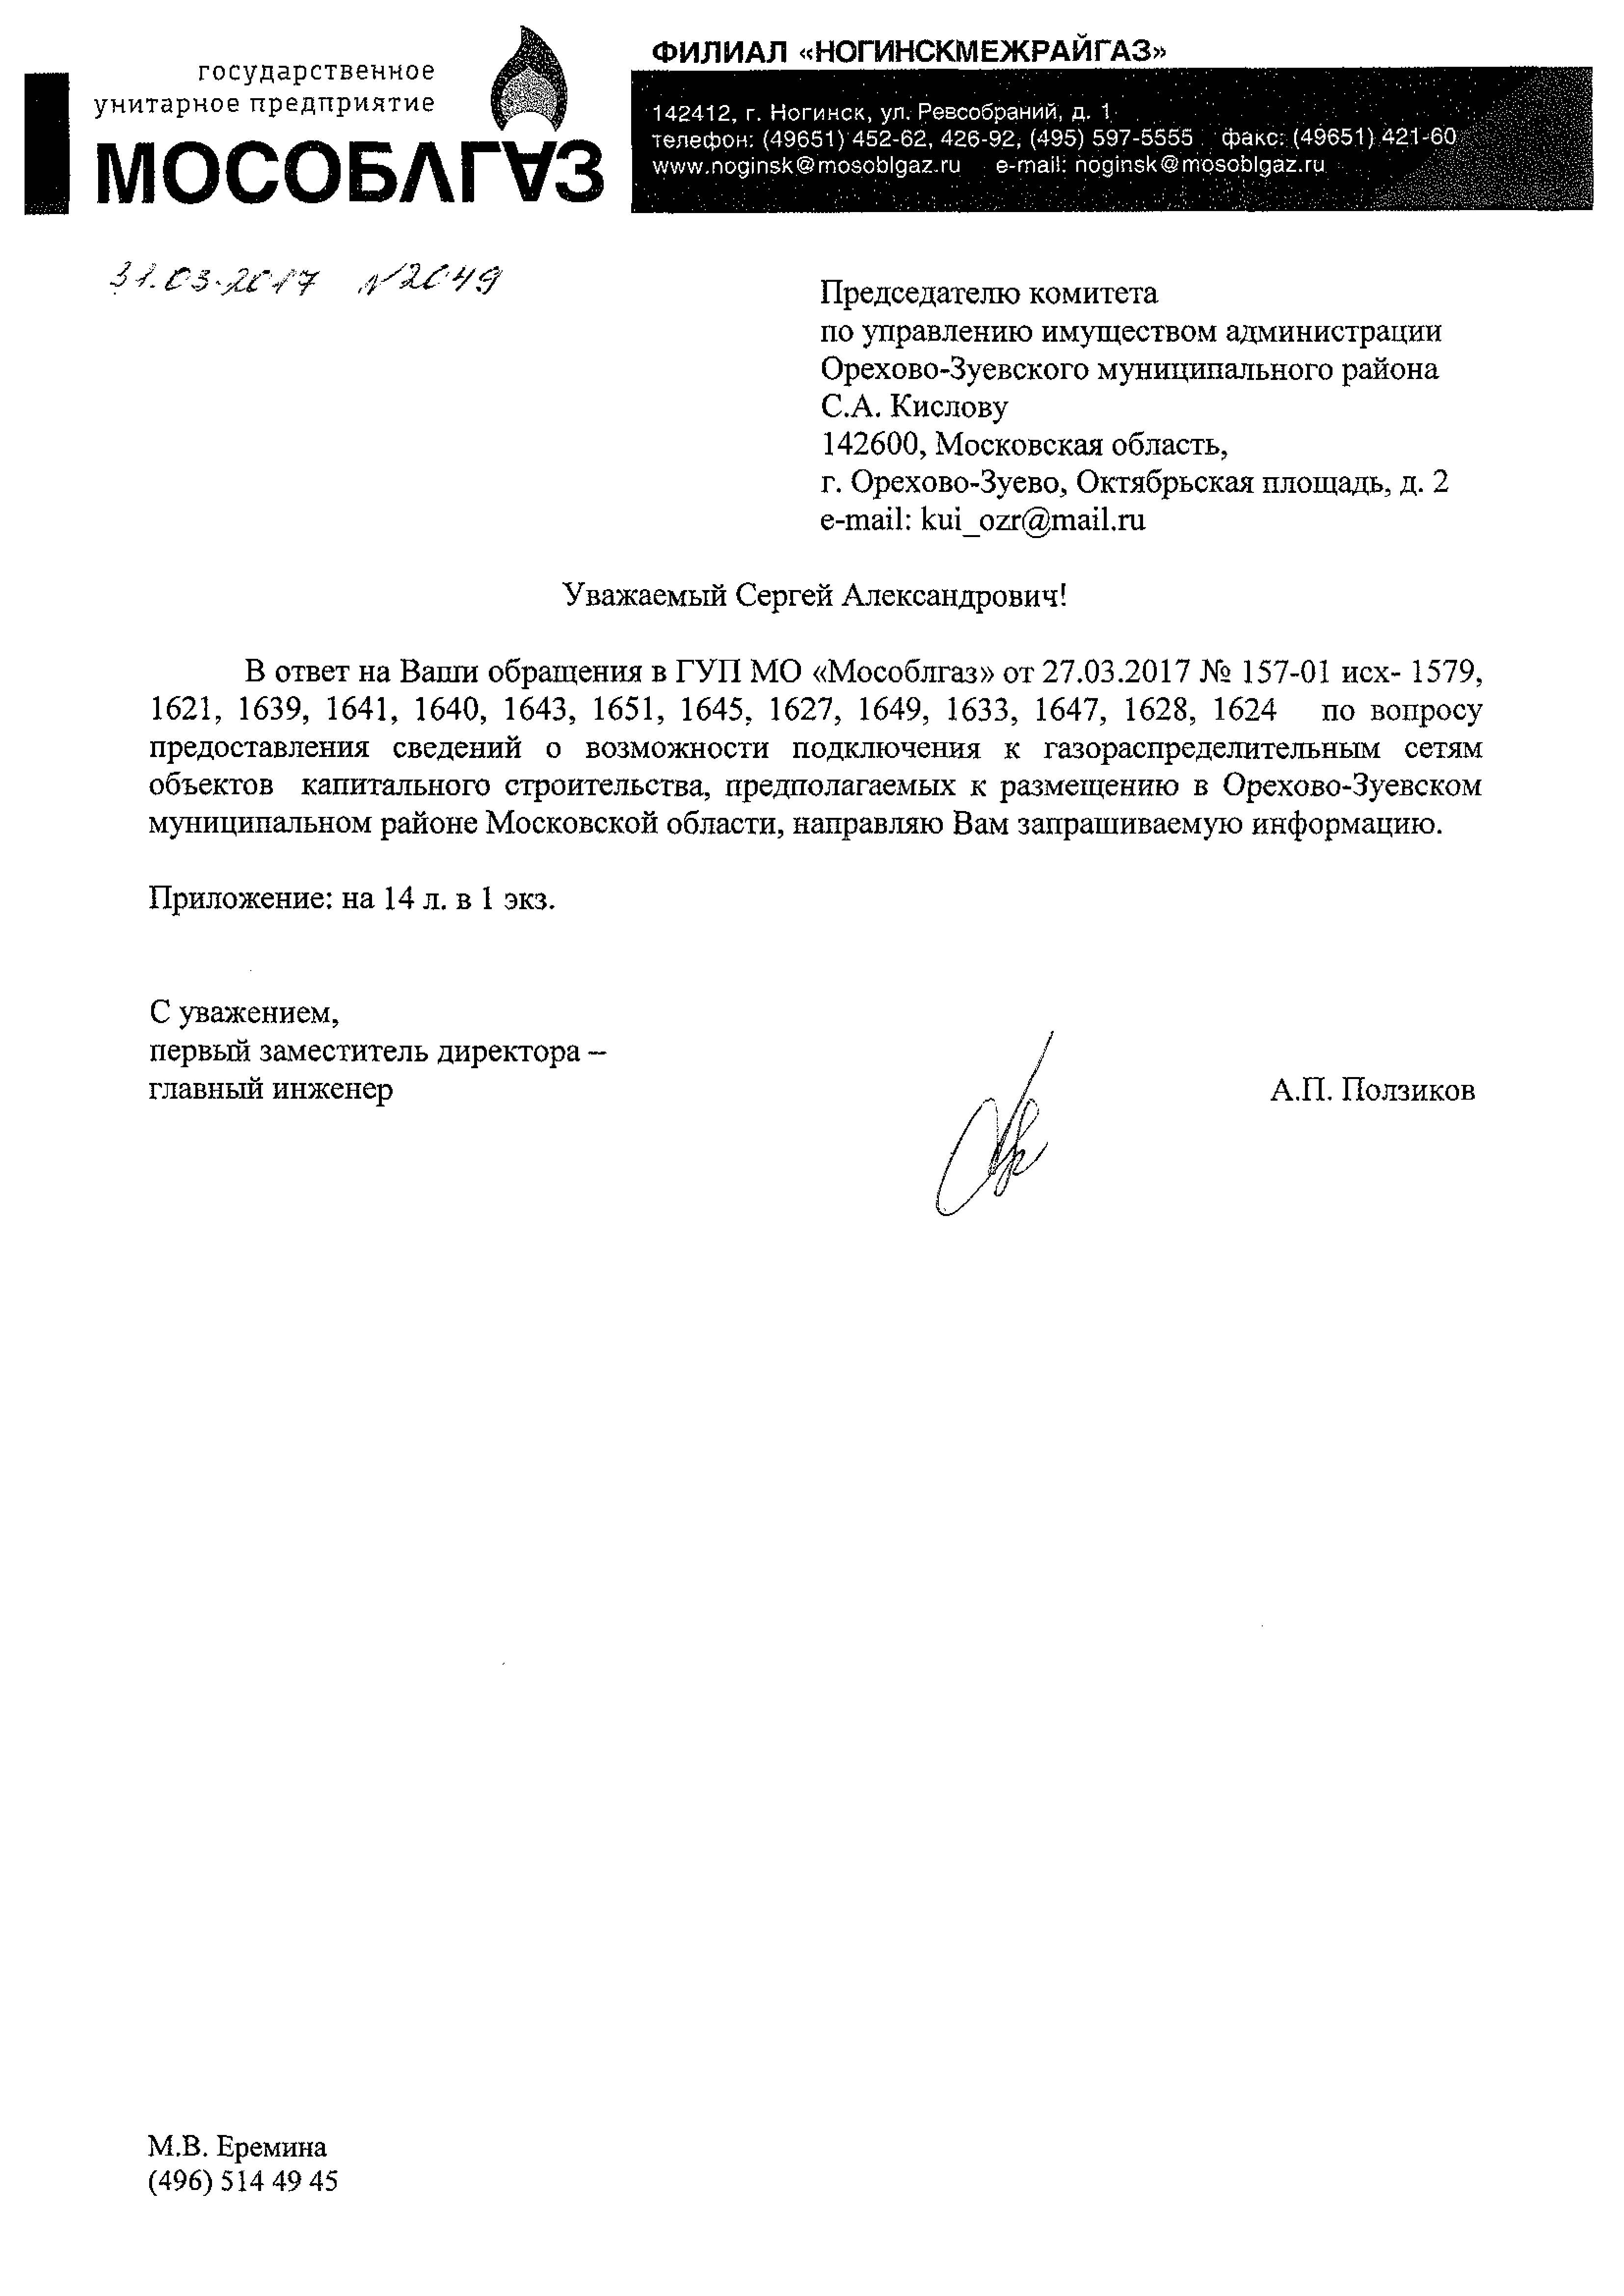 государственное
унитарное предприятие
МОСОБЛГАЗ
ФИЛИАЛ «НОГИНСКМЕЖРАЙГАЗ»
142412, г. Ногинск, ул. Ревсобраний, д. 1
телефон: (49651) 452-62, 426-92, (495) 597-5555 факс: (49651) 421-60
www.noginsk@mosoblgaz.ru e-mail: noginsk@mosoblgaz.ru
31.03.2017 №2049
Председателю комитета
по управлению имуществом администрации
Орехово-Зуевского муниципального района
С.А. Кислову
142600, Московская область,
г. Орехово-Зуево, Октябрьская площадь, д. 2
e-mail: kui_ozr@mail.ru
Уважаемый Сергей Александрович!
В ответ на Ваши обращения в ГУП МО «Мособлгаз» от 27.03.2017 № 157-01 исх- 1579,
1621, 1639, 1641, 1640, 1643, 1651, 1645, 1627, 1649, 1633, 1647, 1628, 1624 по вопросу
предоставления сведений о возможности подключения к газораспределительным сетям
объектов капитального строительства, предполагаемых к размещению в Орехово-Зуевском
муниципальном районе Московской области, направляю Вам запрашиваемую информацию.
Приложение: на 14 л. в 1 экз.
С уважением,
первый заместитель директора –
главный инженер
А.П. Ползиков
М.В. Еремина
(496) 514 49 45